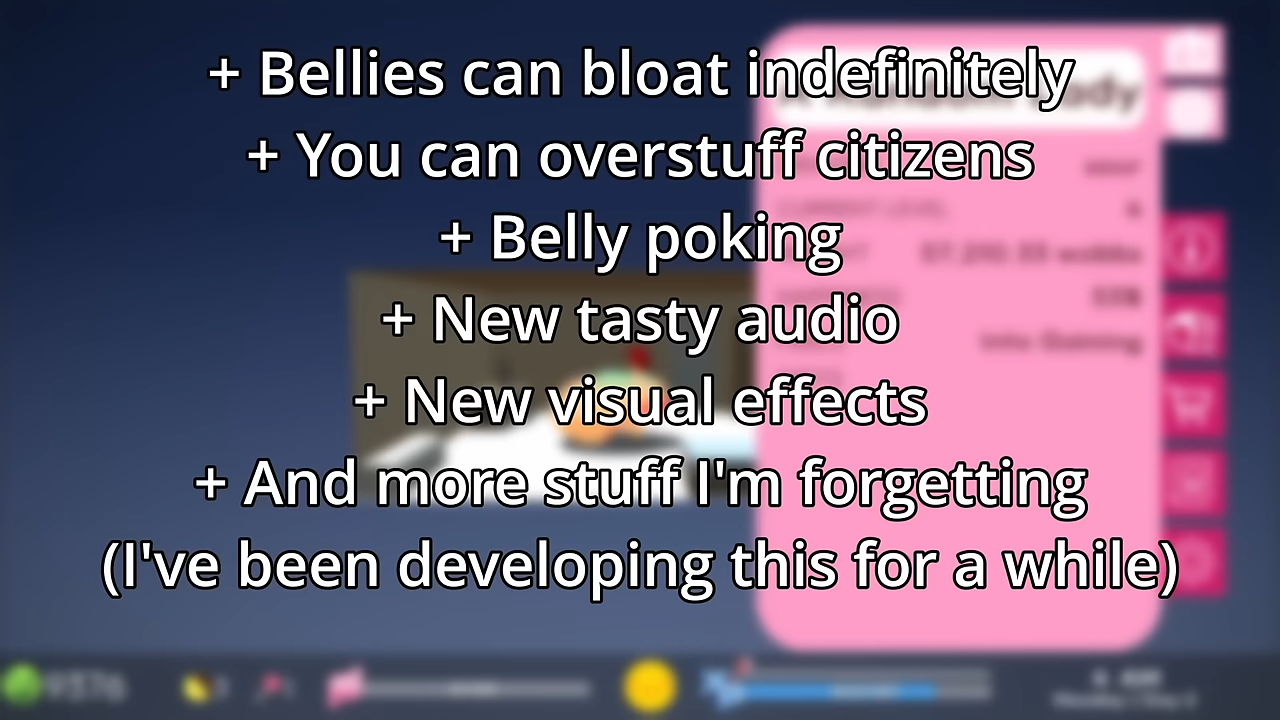 + Bellies can bloat indefinitely
+ You can overstuff citizens
+ Belly poking
+ New tasty audio
+ New visual effects
+ And more stuff I'm forgetting
(I've been developing this for a while)
9376